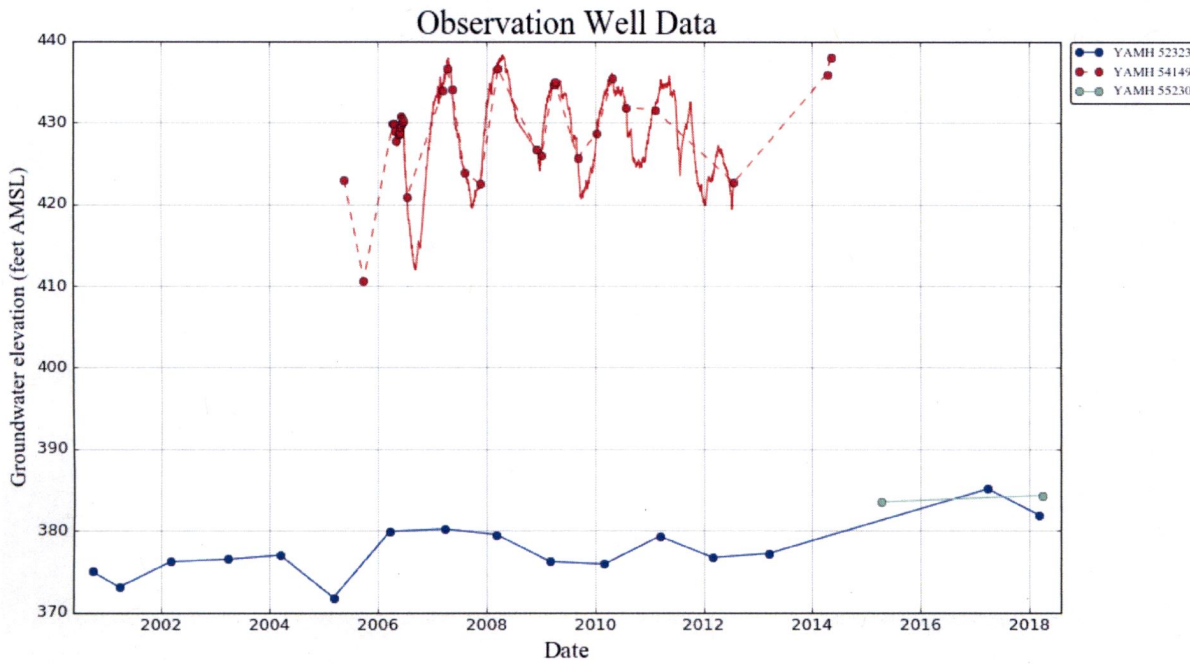 Observation Well Data
440
430
420
410
400
390
380
370
Groundwater elevation (feet AMSL)
2002 2004 2006 2008 2010 2012 2014 2016 2018
Date
YAMH 52323
YAMH 54149
YAMH 55230